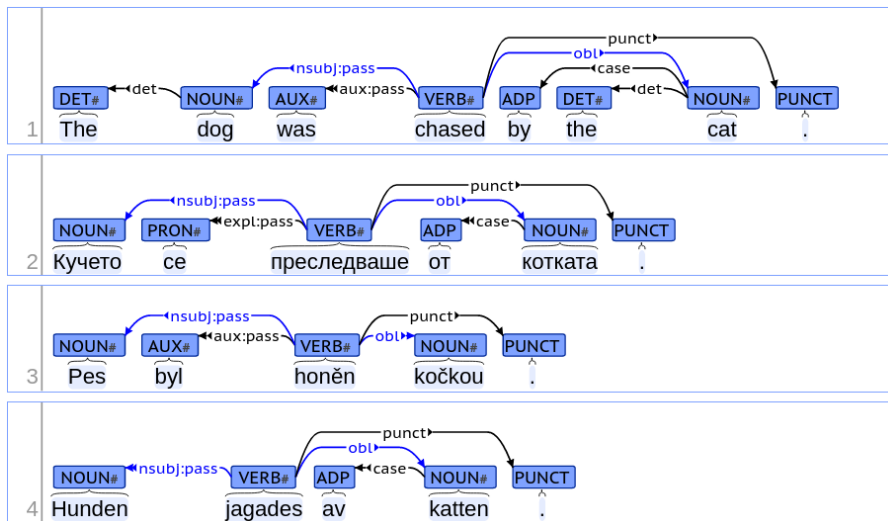 punct
obl
nsubj:pass case
det aux:pass det
DET# NOUN# AUX# VERB# ADP DET# NOUN# PUNCT
1 The dog was chased by the cat .
punct
nsubj:pass obl
expl:pass case
NOUN# PRON# VERB# ADP NOUN# PUNCT
2 Кучето се преследваше от котката .
nsubj:pass punct
aux:pass obl
NOUN# AUX# VERB# NOUN# PUNCT
3 Pes byl honěn kočkou .
punct
obl
nsubj:pass case
NOUN# VERB# ADP NOUN# PUNCT
4 Hunden jagades av katten .